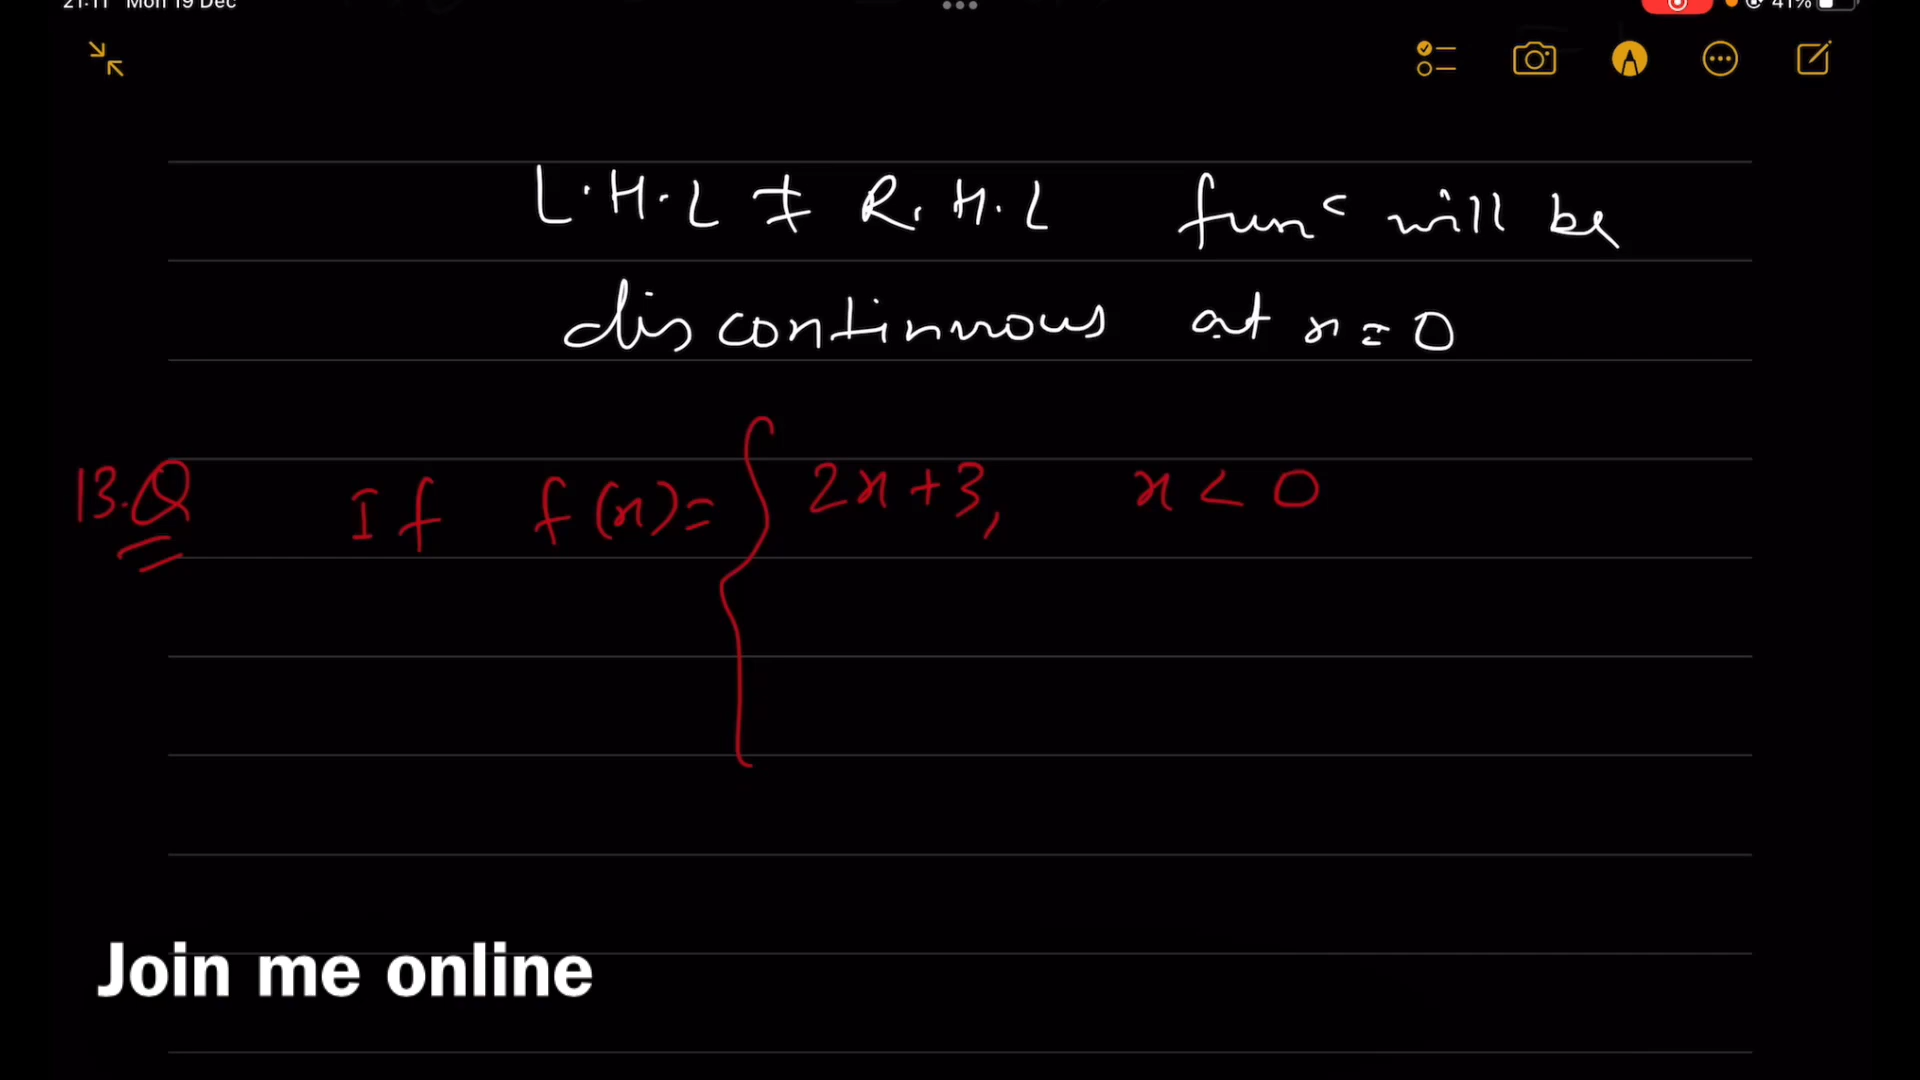 L.H.L ≠ R.H.L func will be
discontinuous at x = 0
13.Q If f(x) = { 2x+3, x < 0
Join me online